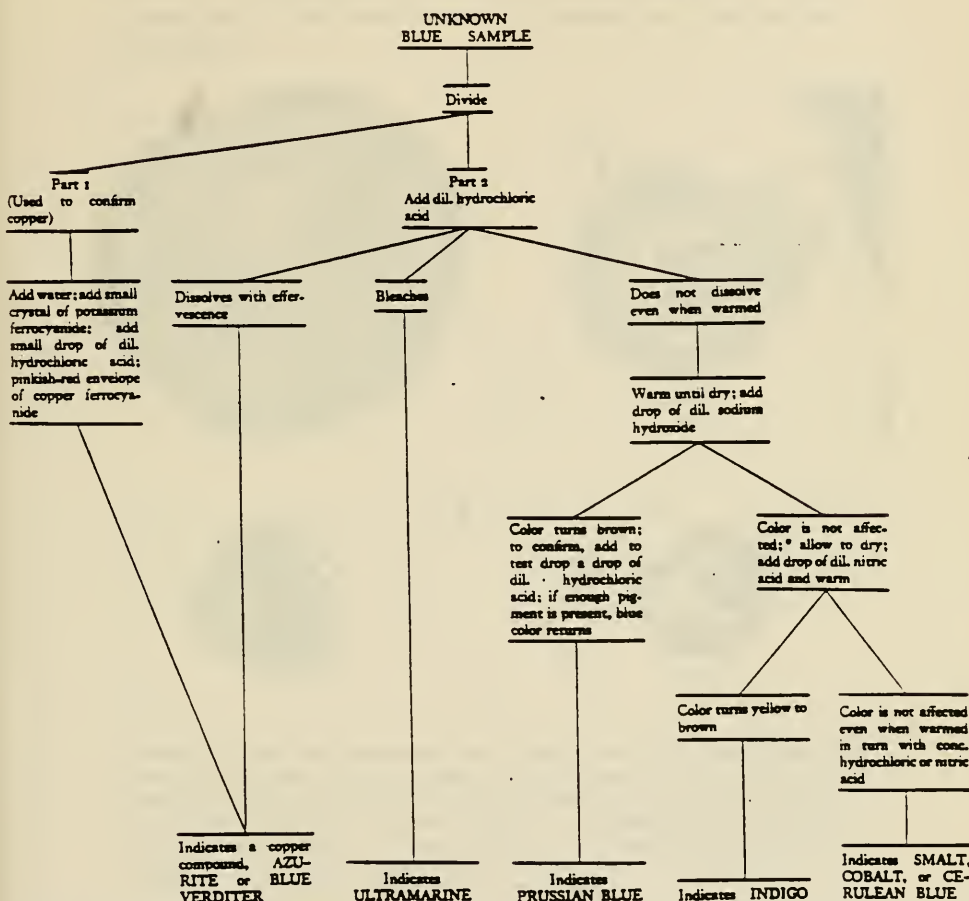 UNKNOWN
BLUE SAMPLE
Divide
Part 1
(Used to confirm
copper)
Part 2
Add dil. hydrochloric
acid
Add water; add small
crystal of potassium
ferrocyanide; add
small drop of dil.
hydrochloric acid;
pinkish-red envelope
of copper ferrocya-
nide
Dissolves with effer-
vescence
Bleaches
Does not dissolve
even when warmed
Warm until dry; add
drop of dil. sodium
hydroxide
Color turns brown;
to confirm, add to
test drop a drop of
dil. hydrochloric
acid; if enough pig-
ment is present, blue
color returns
Color is not affec-
ted;* allow to dry;
add drop of dil. nitric
acid and warm
Color turns yellow to
brown
Color is not affected
even when warmed
in turn with conc.
hydrochloric or nitric
acid
Indicates a copper
compound, AZU-
RITE or BLUE
VERDITER
Indicates
ULTRAMARINE
Indicates
PRUSSIAN BLUE
Indicates INDIGO
Indicates SMALT,
COBALT, or CE-
RULEAN BLUE